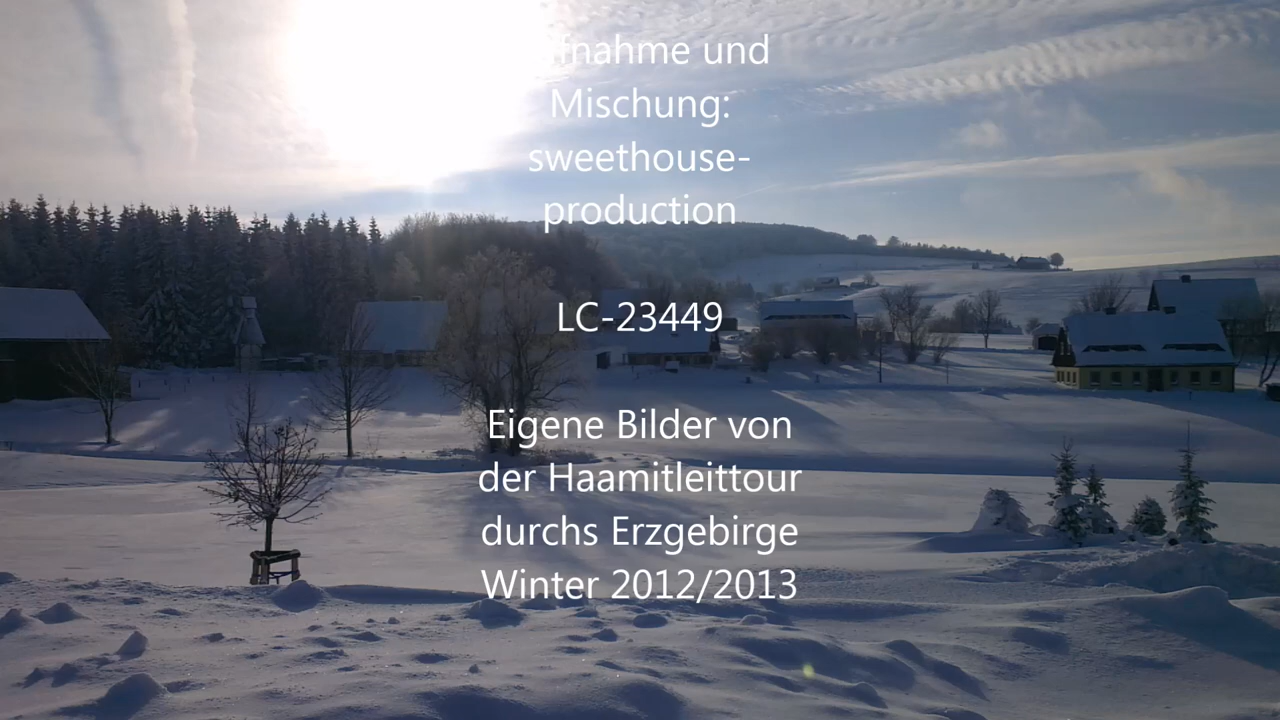 fnahme und
Mischung:
sweethouse-
production
LC-23449
Eigene Bilder von
der Haamitleittour
durchs Erzgebirge
Winter 2012/2013